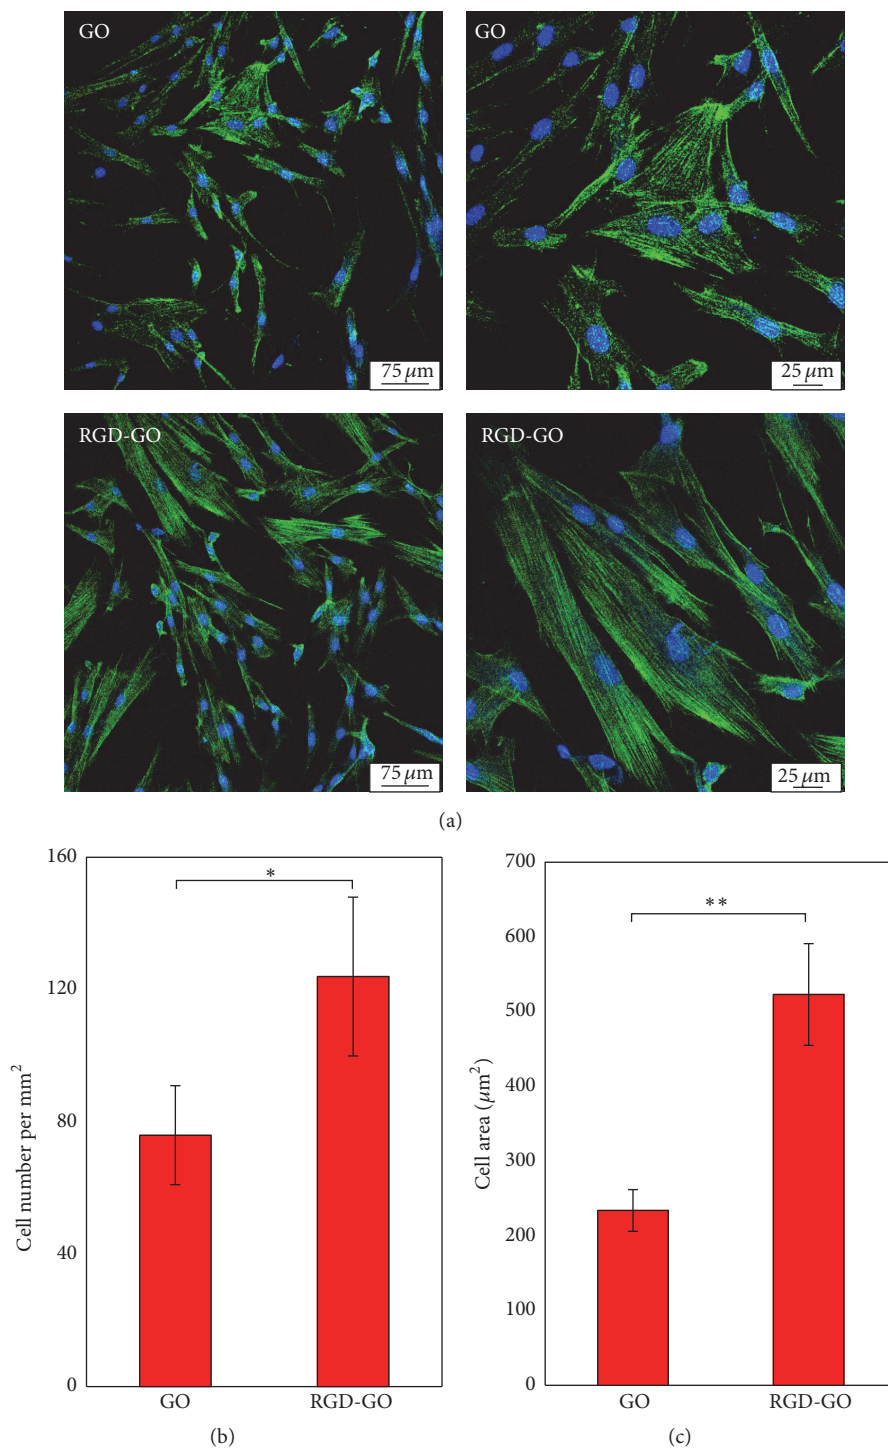 GO
GO
75 μm
25 μm
RGD-GO
RGD-GO
75 μm
25 μm
(a)
160
120
80
40
0
Cell number per mm²
*
GO
RGD-GO
(b)
700
600
500
400
300
200
100
0
Cell area (μm²)
**
GO
RGD-GO
(c)